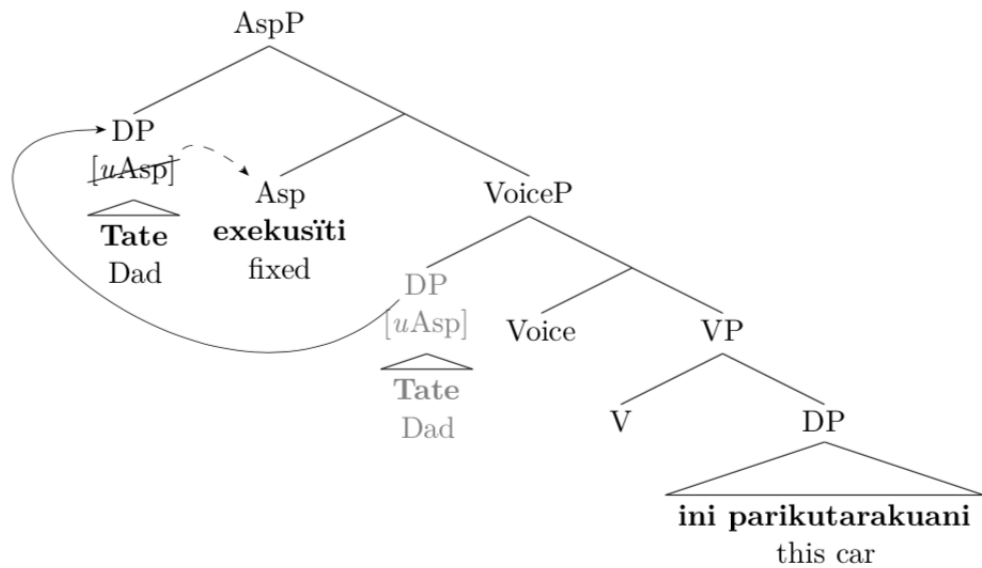 AspP
DP
[uAsp]
Tate
Dad
Asp
exekusïti
fixed
VoiceP
DP
[uAsp]
Tate
Dad
Voice
VP
V
DP
ini parikutarakuani
this car